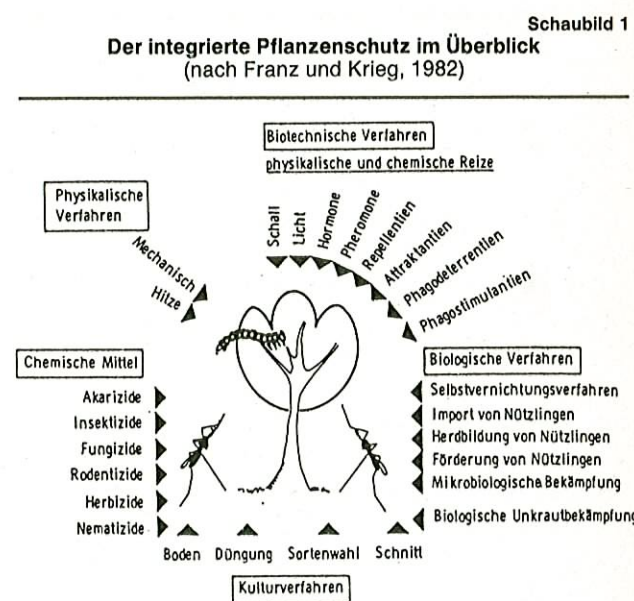 Schaubild 1
Der integrierte Pflanzenschutz im Überblick
(nach Franz und Krieg, 1982)
Biotechnische Verfahren
physikalische und chemische Reize
Physikalische
Verfahren
Mechanisch
Hitze
Schall
Licht
Hormone
Pheromone
Repellentien
Attraktantien
Phagodeterrentien
Phagostimulantien
Chemische Mittel
Akarizide
Insektizide
Fungizide
Rodentizide
Herbizide
Nematizide
Biologische Verfahren
Selbstvernichtungsverfahren
Import von Nützlingen
Herdbildung von Nützlingen
Förderung von Nützlingen
Mikrobiologische Bekämpfung
Biologische Unkrautbekämpfung
Boden Düngung Sortenwahl Schnitt
Kulturverfahren